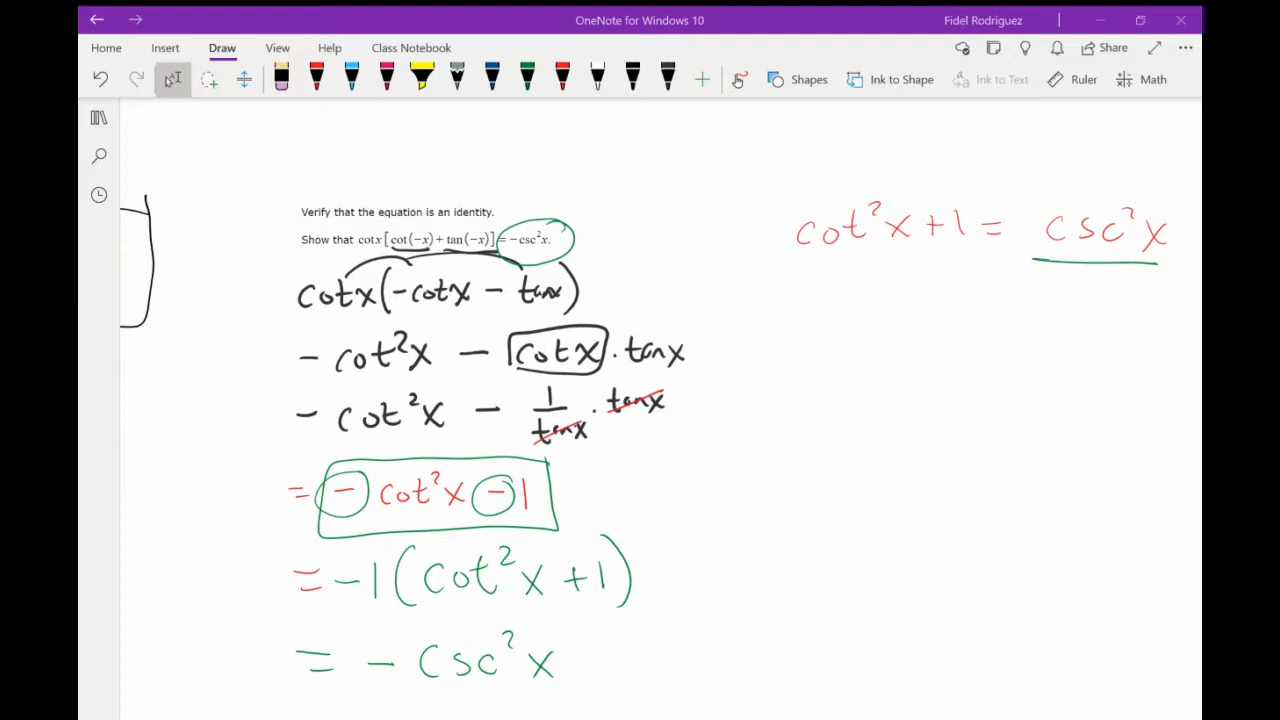 OneNote for Windows 10
Fidel Rodriguez
Home Insert Draw View Help Class Notebook Share
Shapes Ink to Shape Ink to Text Ruler Math
Verify that the equation is an identity.
Show that cotx[cot(−x)+tan(−x)]=−csc²x.
cot²x+1= csc²x
cotx(-cotx - tanx)
- cot²x - cotx · tanx
- cot²x - 1/tanx · tanx
= - cot²x - 1
= -1(cot²x +1)
= - csc²x